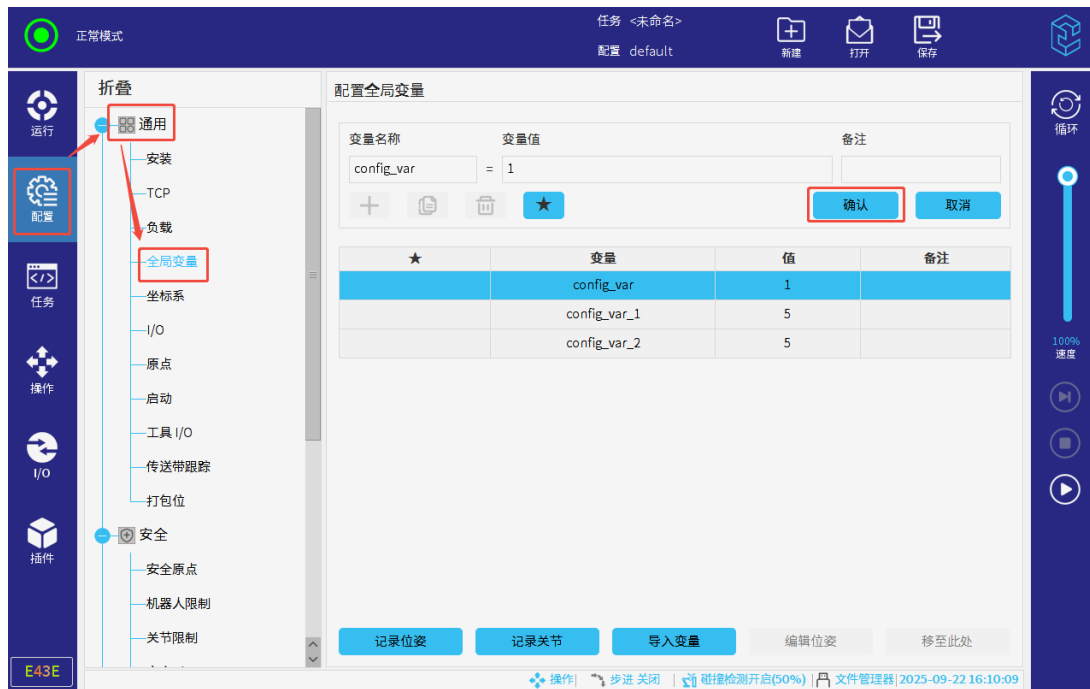 正常模式
任务 <未命名>
配置 default
新建
打开
保存
运行
配置
任务
操作
I/O
插件
E43E
折叠
通用
安装
TCP
负载
全局变量
坐标系
I/O
原点
启动
工具 I/O
传送带跟踪
打包位
安全
安全原点
机器人限制
关节限制
配置全局变量
变量名称 变量值 备注
config_var = 1
确认 取消
★ 变量 值 备注
config_var 1
config_var_1 5
config_var_2 5
记录位姿 记录关节 导入变量 编辑位姿 移至此处
操作| 步进 关闭 | 碰撞检测开启(50%) | 文件管理器|2025-09-22 16:10:09
循环
100%
速度